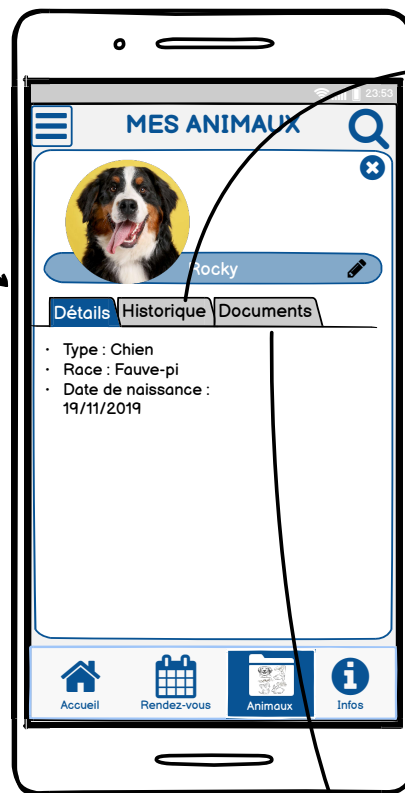 23:53
MES ANIMAUX
Rocky
Détails Historique Documents
· Type : Chien
· Race : Fauve-pi
· Date de naissance :
19/11/2019
Accueil Rendez-vous Animaux Infos